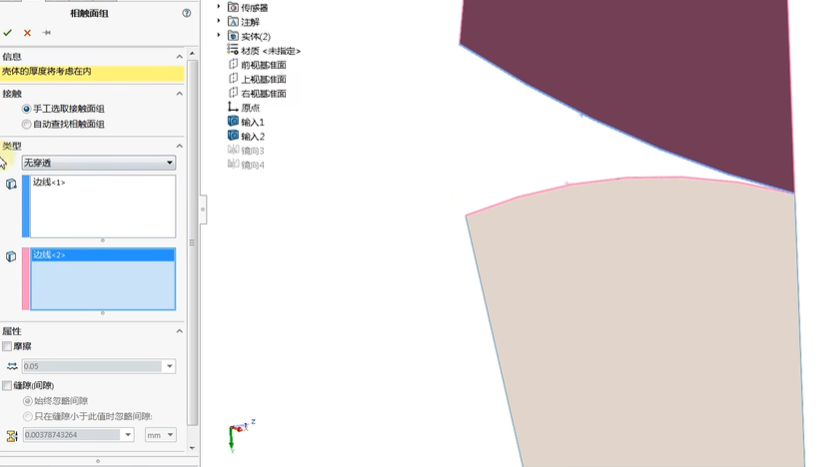 相触面组
信息
壳体的厚度将考虑在内
接触
手工选取接触面组
自动查找相触面组
类型
无穿透
边线<1>
边线<2>
属性
摩擦
0.05
缝隙(间隙)
始终忽略间隙
只在缝隙小于此值时忽略间隙:
0.00378743264
mm
传感器
注解
实体(2)
材质 <未指定>
前视基准面
上视基准面
右视基准面
原点
输入1
输入2
镜向3
镜向4
Z
Y